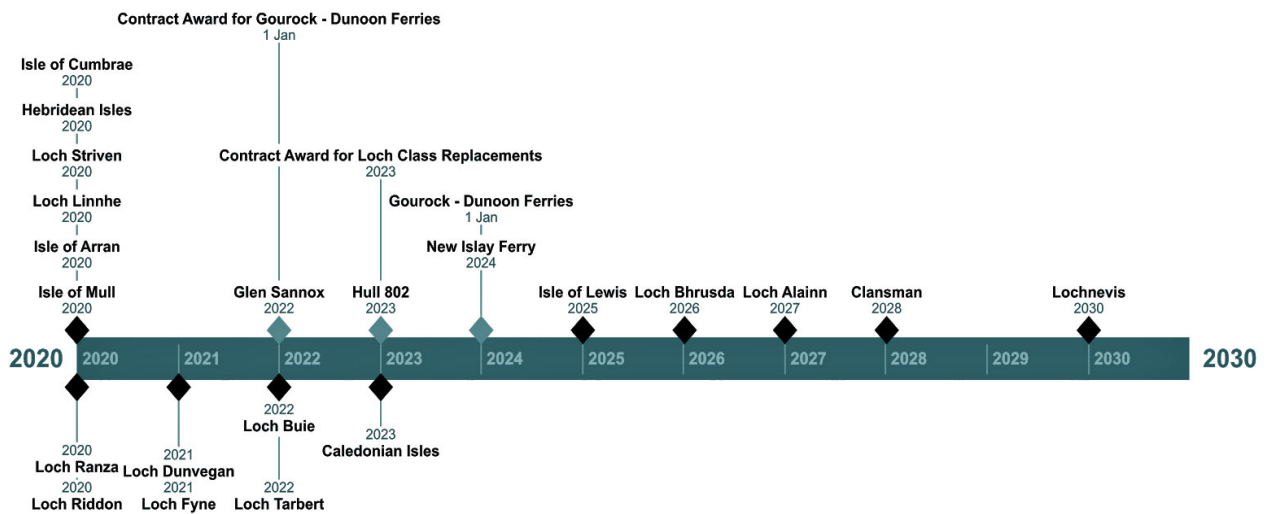 Contract Award for Gourock - Dunoon Ferries
1 Jan
Isle of Cumbrae
2020
Hebridean Isles
2020
Loch Striven
2020
Contract Award for Loch Class Replacements
2023
Loch Linnhe
2020
Gourock - Dunoon Ferries
1 Jan
Isle of Arran
2020
New Islay Ferry
2024
Isle of Mull
2020
Glen Sannox
2022
Hull 802
2023
Isle of Lewis
2025
Loch Bhrusda
2026
Loch Alainn
2027
Clansman
2028
Lochnevis
2030
2020
2020
2021
2022
2023
2024
2025
2026
2027
2028
2029
2030
2030
2020
Loch Ranza
2020
Loch Riddon
2021
Loch Dunvegan
2021
Loch Fyne
2022
Loch Buie
2022
Loch Tarbert
2023
Caledonian Isles